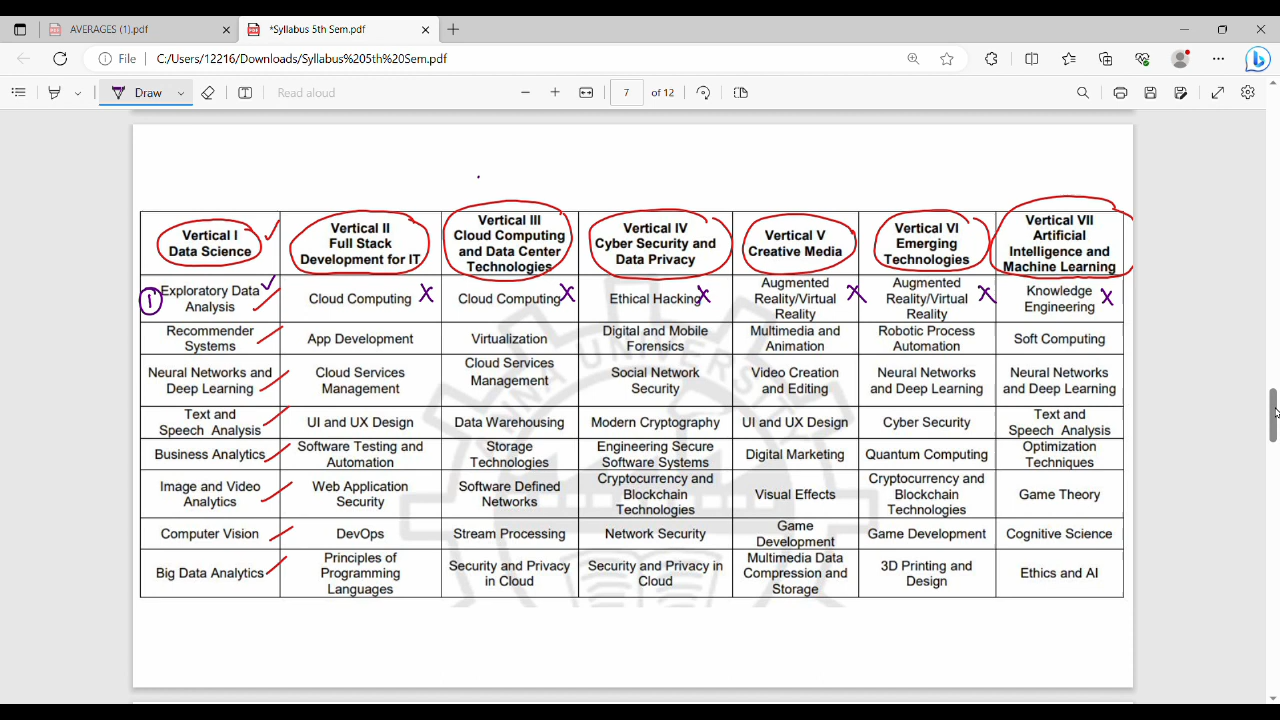 AVERAGES (1).pdf
*Syllabus 5th Sem.pdf
File
C:/Users/12216/Downloads/Syllabus%205th%20Sem.pdf
Draw
Read aloud
7
of 12
Vertical I
Data Science
Vertical II
Full Stack
Development for IT
Vertical III
Cloud Computing
and Data Center
Technologies
Vertical IV
Cyber Security and
Data Privacy
Vertical V
Creative Media
Vertical VI
Emerging
Technologies
Vertical VII
Artificial
Intelligence and
Machine Learning
1
Exploratory Data
Analysis
Cloud Computing
Cloud Computing
Ethical Hacking
Augmented
Reality/Virtual
Reality
Augmented
Reality/Virtual
Reality
Knowledge
Engineering
Recommender
Systems
App Development
Virtualization
Digital and Mobile
Forensics
Multimedia and
Animation
Robotic Process
Automation
Soft Computing
Neural Networks and
Deep Learning
Cloud Services
Management
Cloud Services
Management
Social Network
Security
Video Creation
and Editing
Neural Networks
and Deep Learning
Neural Networks
and Deep Learning
Text and
Speech Analysis
UI and UX Design
Data Warehousing
Modern Cryptography
UI and UX Design
Cyber Security
Text and
Speech Analysis
Business Analytics
Software Testing and
Automation
Storage
Technologies
Engineering Secure
Software Systems
Digital Marketing
Quantum Computing
Optimization
Techniques
Image and Video
Analytics
Web Application
Security
Software Defined
Networks
Cryptocurrency and
Blockchain
Technologies
Visual Effects
Cryptocurrency and
Blockchain
Technologies
Game Theory
Computer Vision
DevOps
Stream Processing
Network Security
Game
Development
Game Development
Cognitive Science
Big Data Analytics
Principles of
Programming
Languages
Security and Privacy
in Cloud
Security and Privacy in
Cloud
Multimedia Data
Compression and
Storage
3D Printing and
Design
Ethics and AI